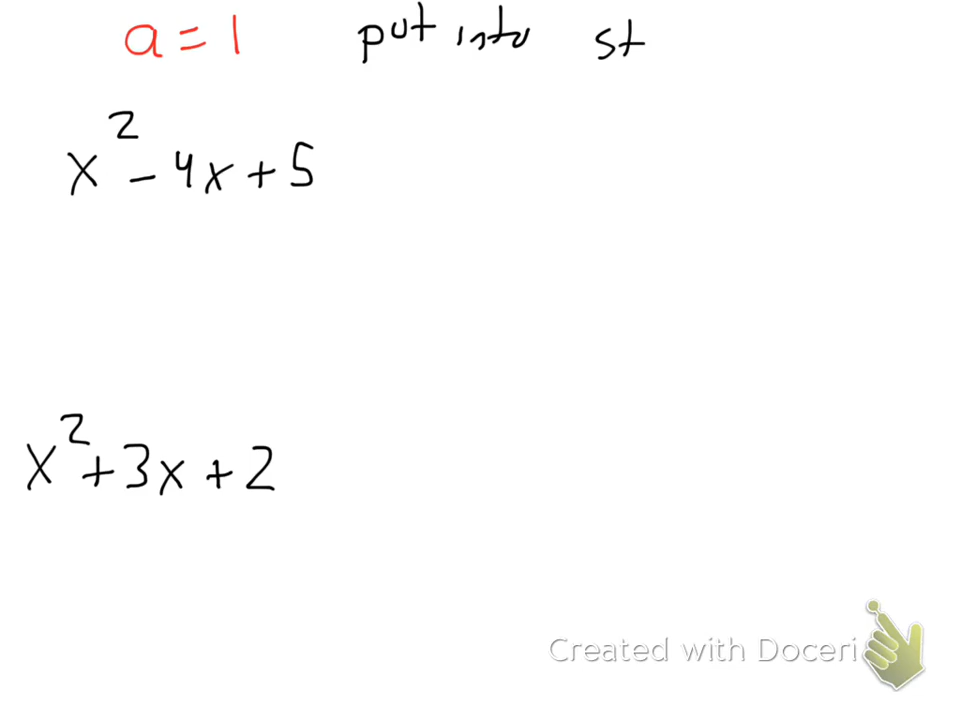 a = 1 put into st
x² - 4x + 5
x² + 3x + 2
Created with Doceri